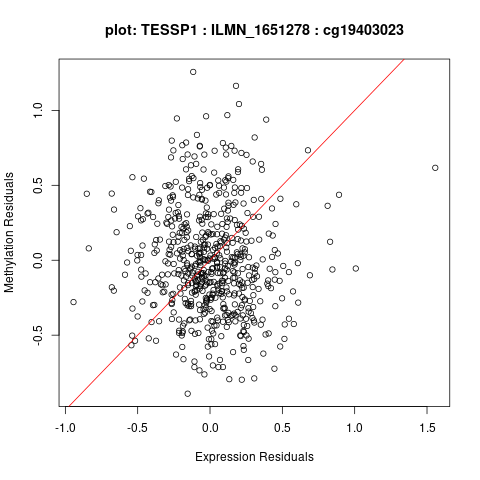 plot: TESSP1 : ILMN_1651278 : cg19403023
Methylation Residuals
1.0
0.5
0.0
-0.5
-1.0 -0.5 0.0 0.5 1.0 1.5
Expression Residuals